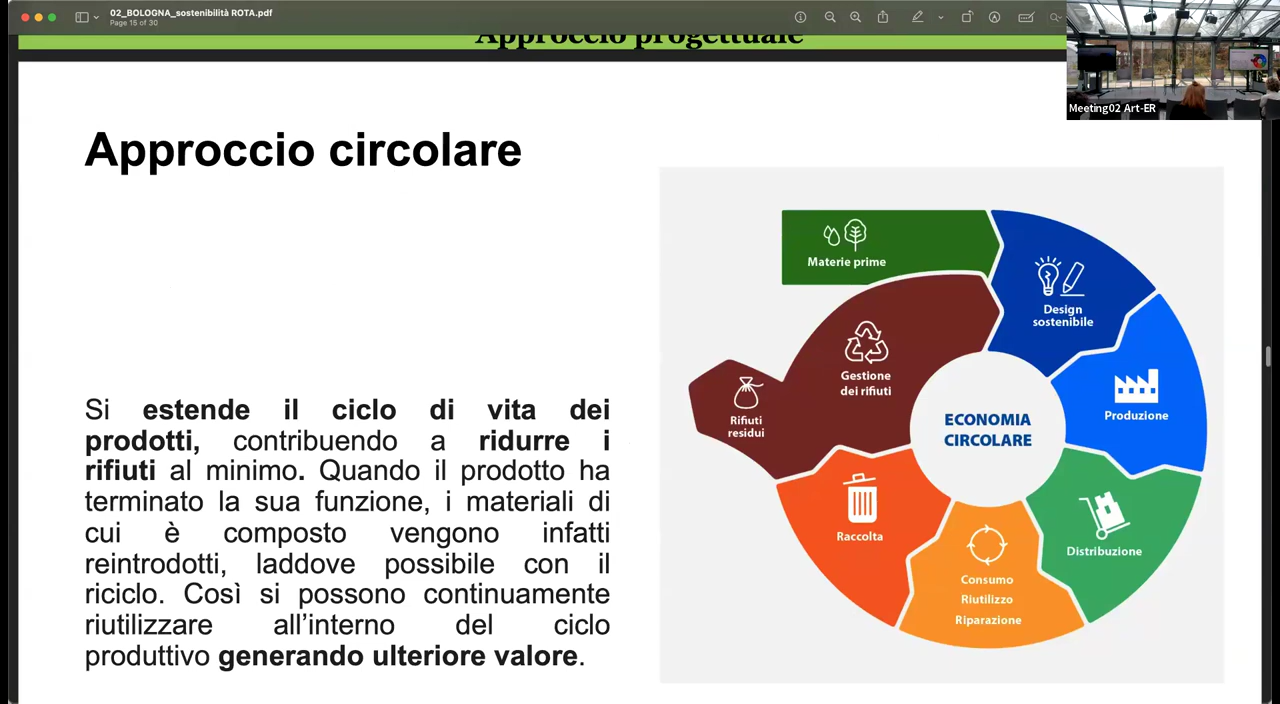 02_BOLOGNA_sostenibilità ROTA.pdf
Page 15 of 30
Approccio progettuale
Meeting02 Art-ER
Approccio circolare
Si estende il ciclo di vita dei
prodotti, contribuendo a ridurre i
rifiuti al minimo. Quando il prodotto ha
terminato la sua funzione, i materiali di
cui è composto vengono infatti
reintrodotti, laddove possibile con il
riciclo. Così si possono continuamente
riutilizzare all’interno del ciclo
produttivo generando ulteriore valore.
Materie prime
Design
sostenibile
Produzione
Distribuzione
Consumo
Riutilizzo
Riparazione
Raccolta
Gestione
dei rifiuti
Rifiuti
residui
ECONOMIA
CIRCOLARE